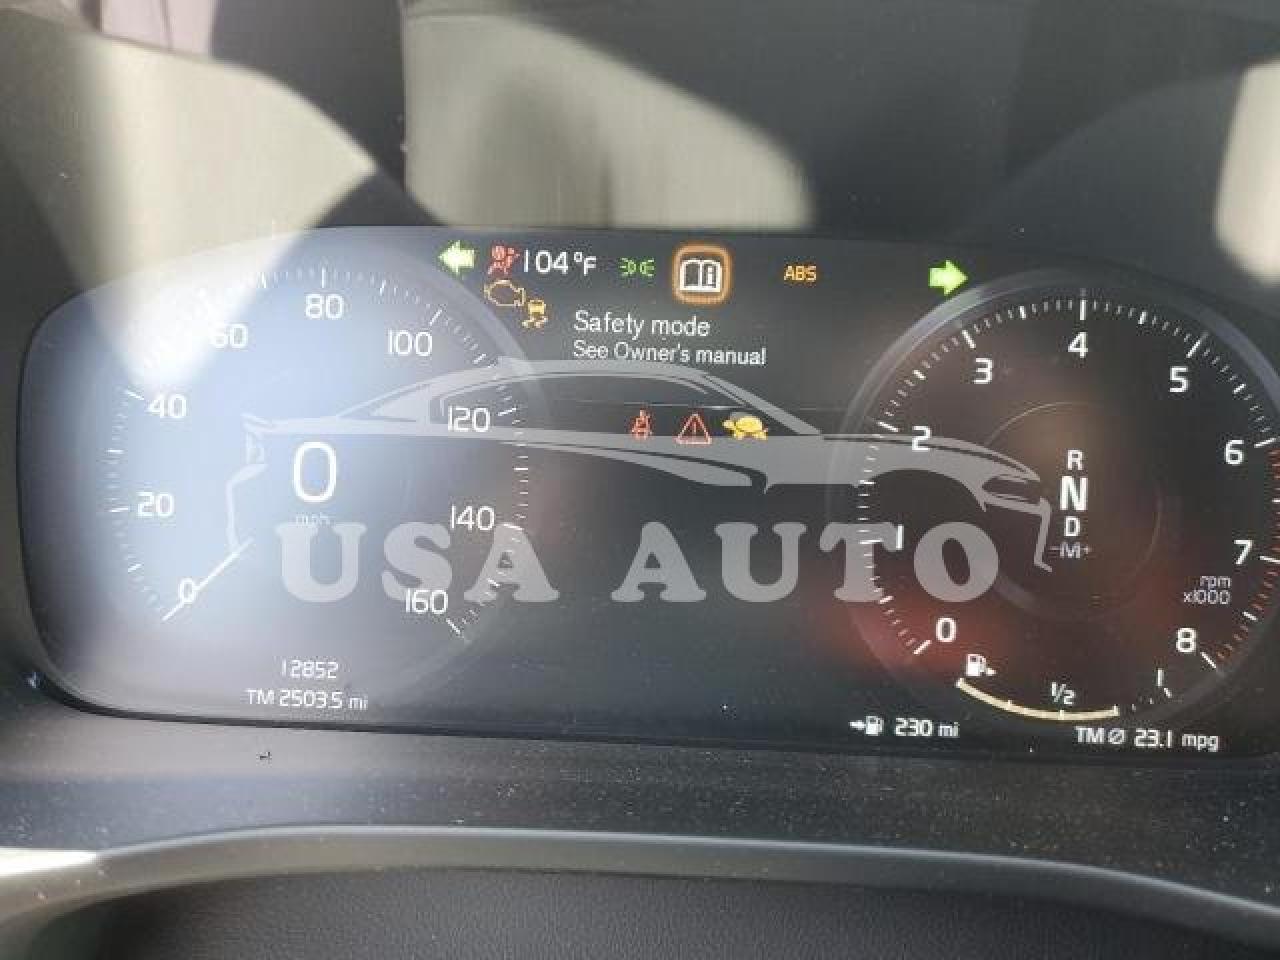 104°F
ABS
Safety mode
See Owner's manual
0
20
40
60
80
100
120
140
160
0
mph
12852
TM 2503.5 mi
USA AUTO
0
1
2
3
4
5
6
7
8
rpm
x1000
R
N
D
-M+
1/2
1
230 mi
TM Ø 23.1 mpg